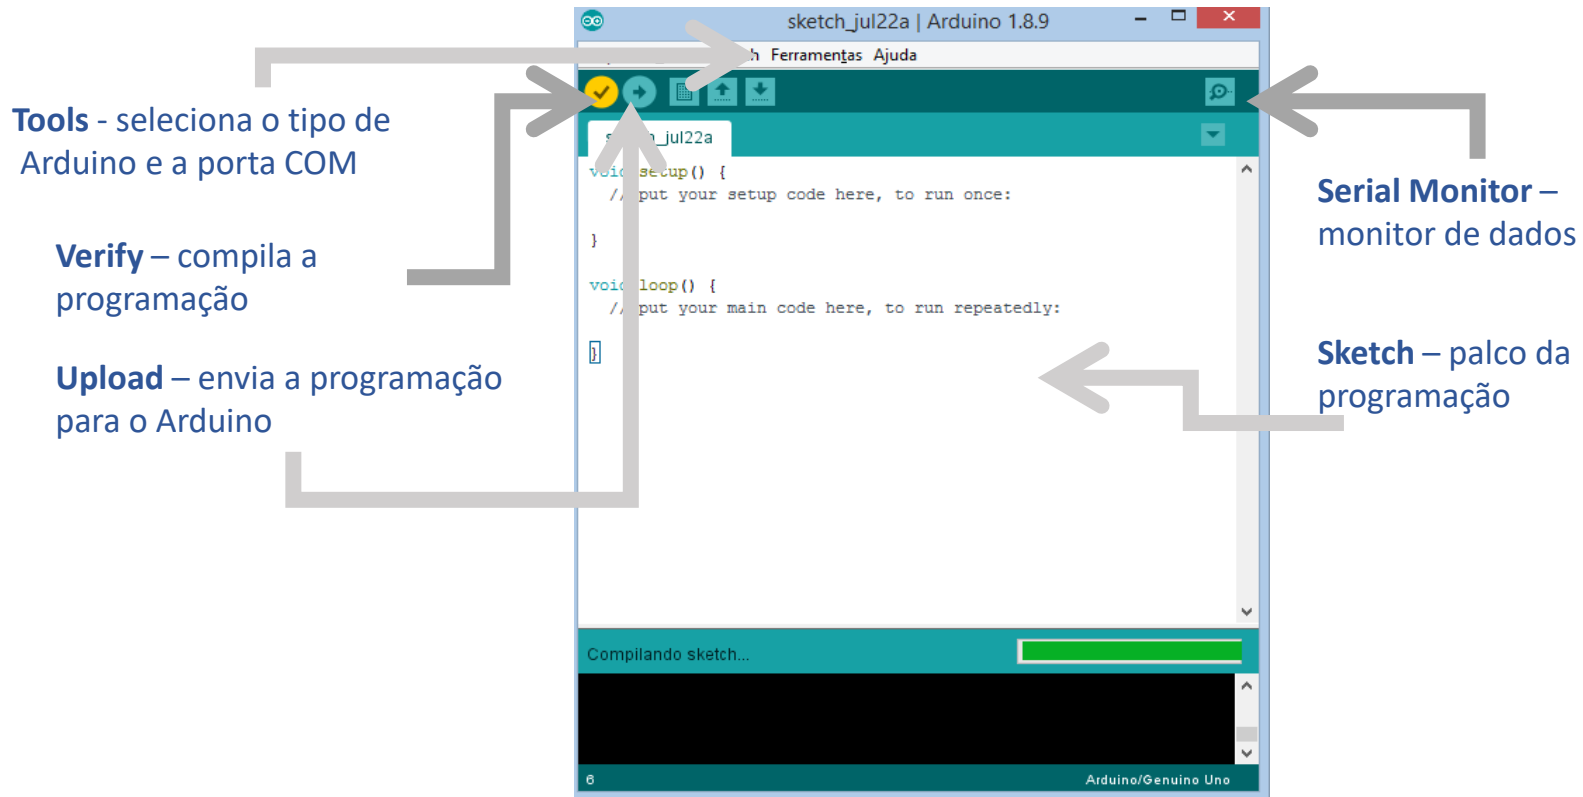 sketch_jul22a | Arduino 1.8.9
Ferramentas Ajuda
Tools - seleciona o tipo de
Arduino e a porta COM
Verify – compila a
programação
Upload – envia a programação
para o Arduino
_jul22a
setup() {
put your setup code here, to run once:
}
loop() {
// put your main code here, to run repeatedly:
}
Serial Monitor –
monitor de dados
Sketch – palco da
programação
Compilando sketch...
6
Arduino/Genuino Uno